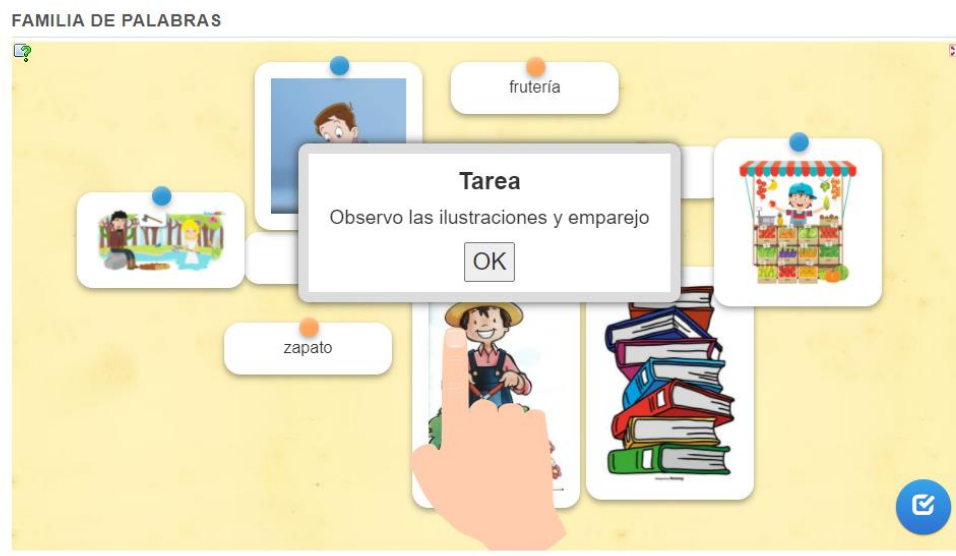 FAMILIA DE PALABRAS
frutería
Tarea
Observo las ilustraciones y emparejo
OK
zapato